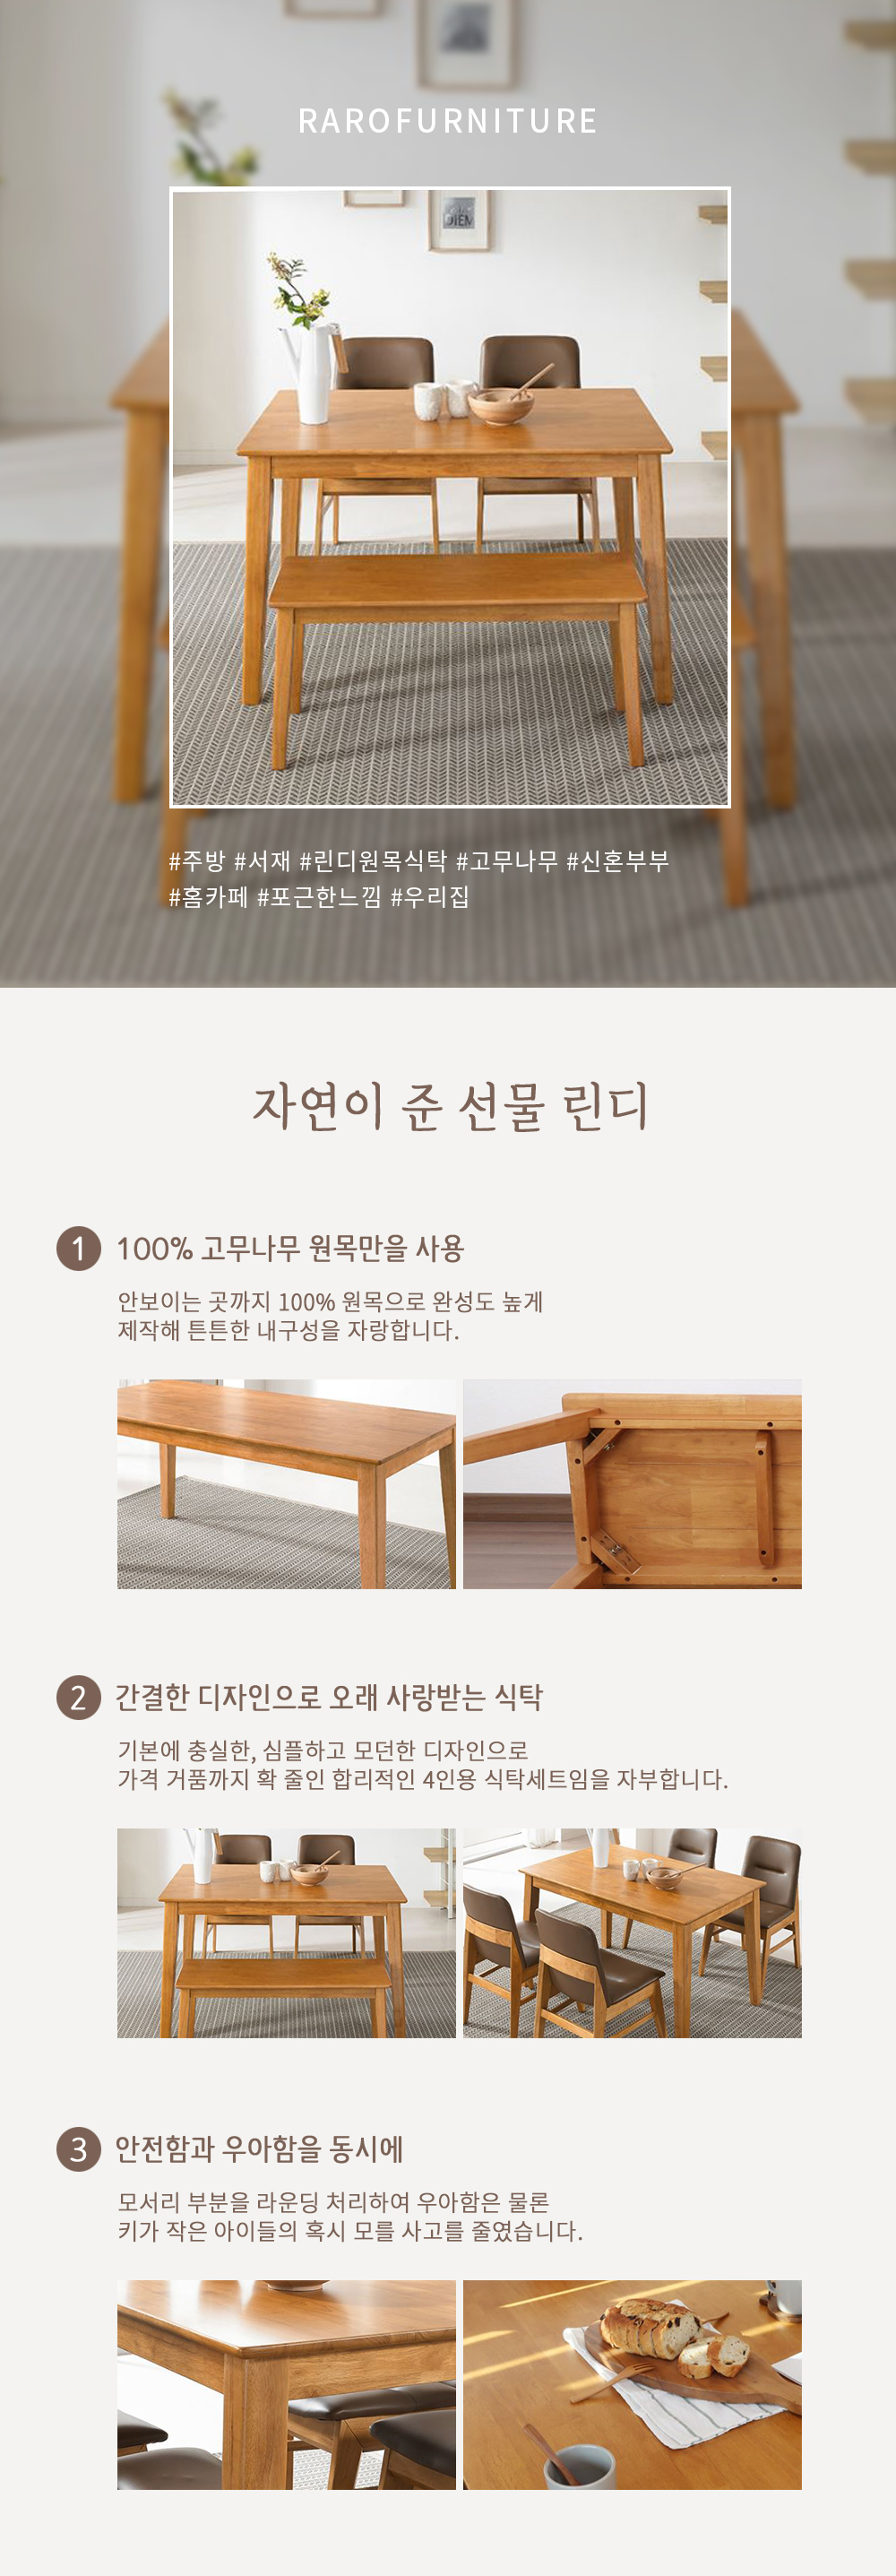 RAROFURNITURE
DIEM
#주방 #서재 #린디원목식탁 #고무나무 #신혼부부
#홈카페 #포근한느낌 #우리집
자연이 준 선물 린디
1 100% 고무나무 원목만을 사용
안보이는 곳까지 100% 원목으로 완성도 높게
제작해 튼튼한 내구성을 자랑합니다.
2 간결한 디자인으로 오래 사랑받는 식탁
기본에 충실한, 심플하고 모던한 디자인으로
가격 거품까지 확 줄인 합리적인 4인용 식탁세트임을 자부합니다.
3 안전함과 우아함을 동시에
모서리 부분을 라운딩 처리하여 우아함은 물론
키가 작은 아이들의 혹시 모를 사고를 줄였습니다.